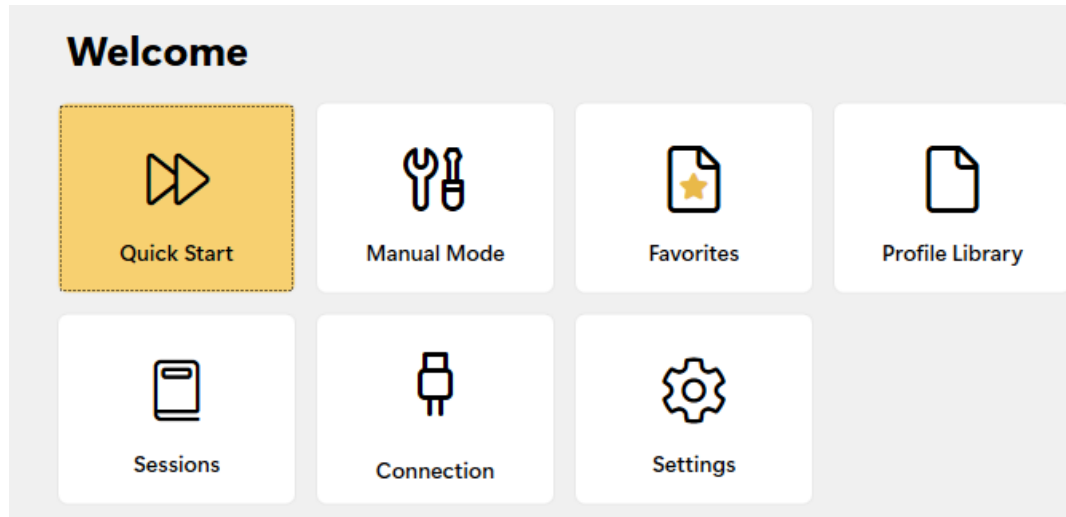 Welcome
Quick Start
Manual Mode
Favorites
Profile Library
Sessions
Connection
Settings